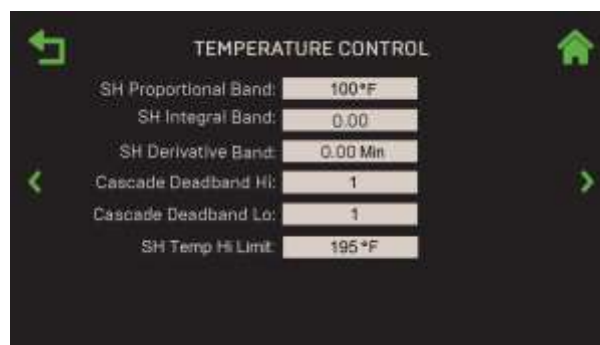 TEMPERATURE CONTROL
SH Proportional Band: 100°F
SH Integral Band: 0.00
SH Derivative Band: 0.00 Min
Cascade Deadband Hi: 1
Cascade Deadband Lo: 1
SH Temp Hi Limit: 195°F